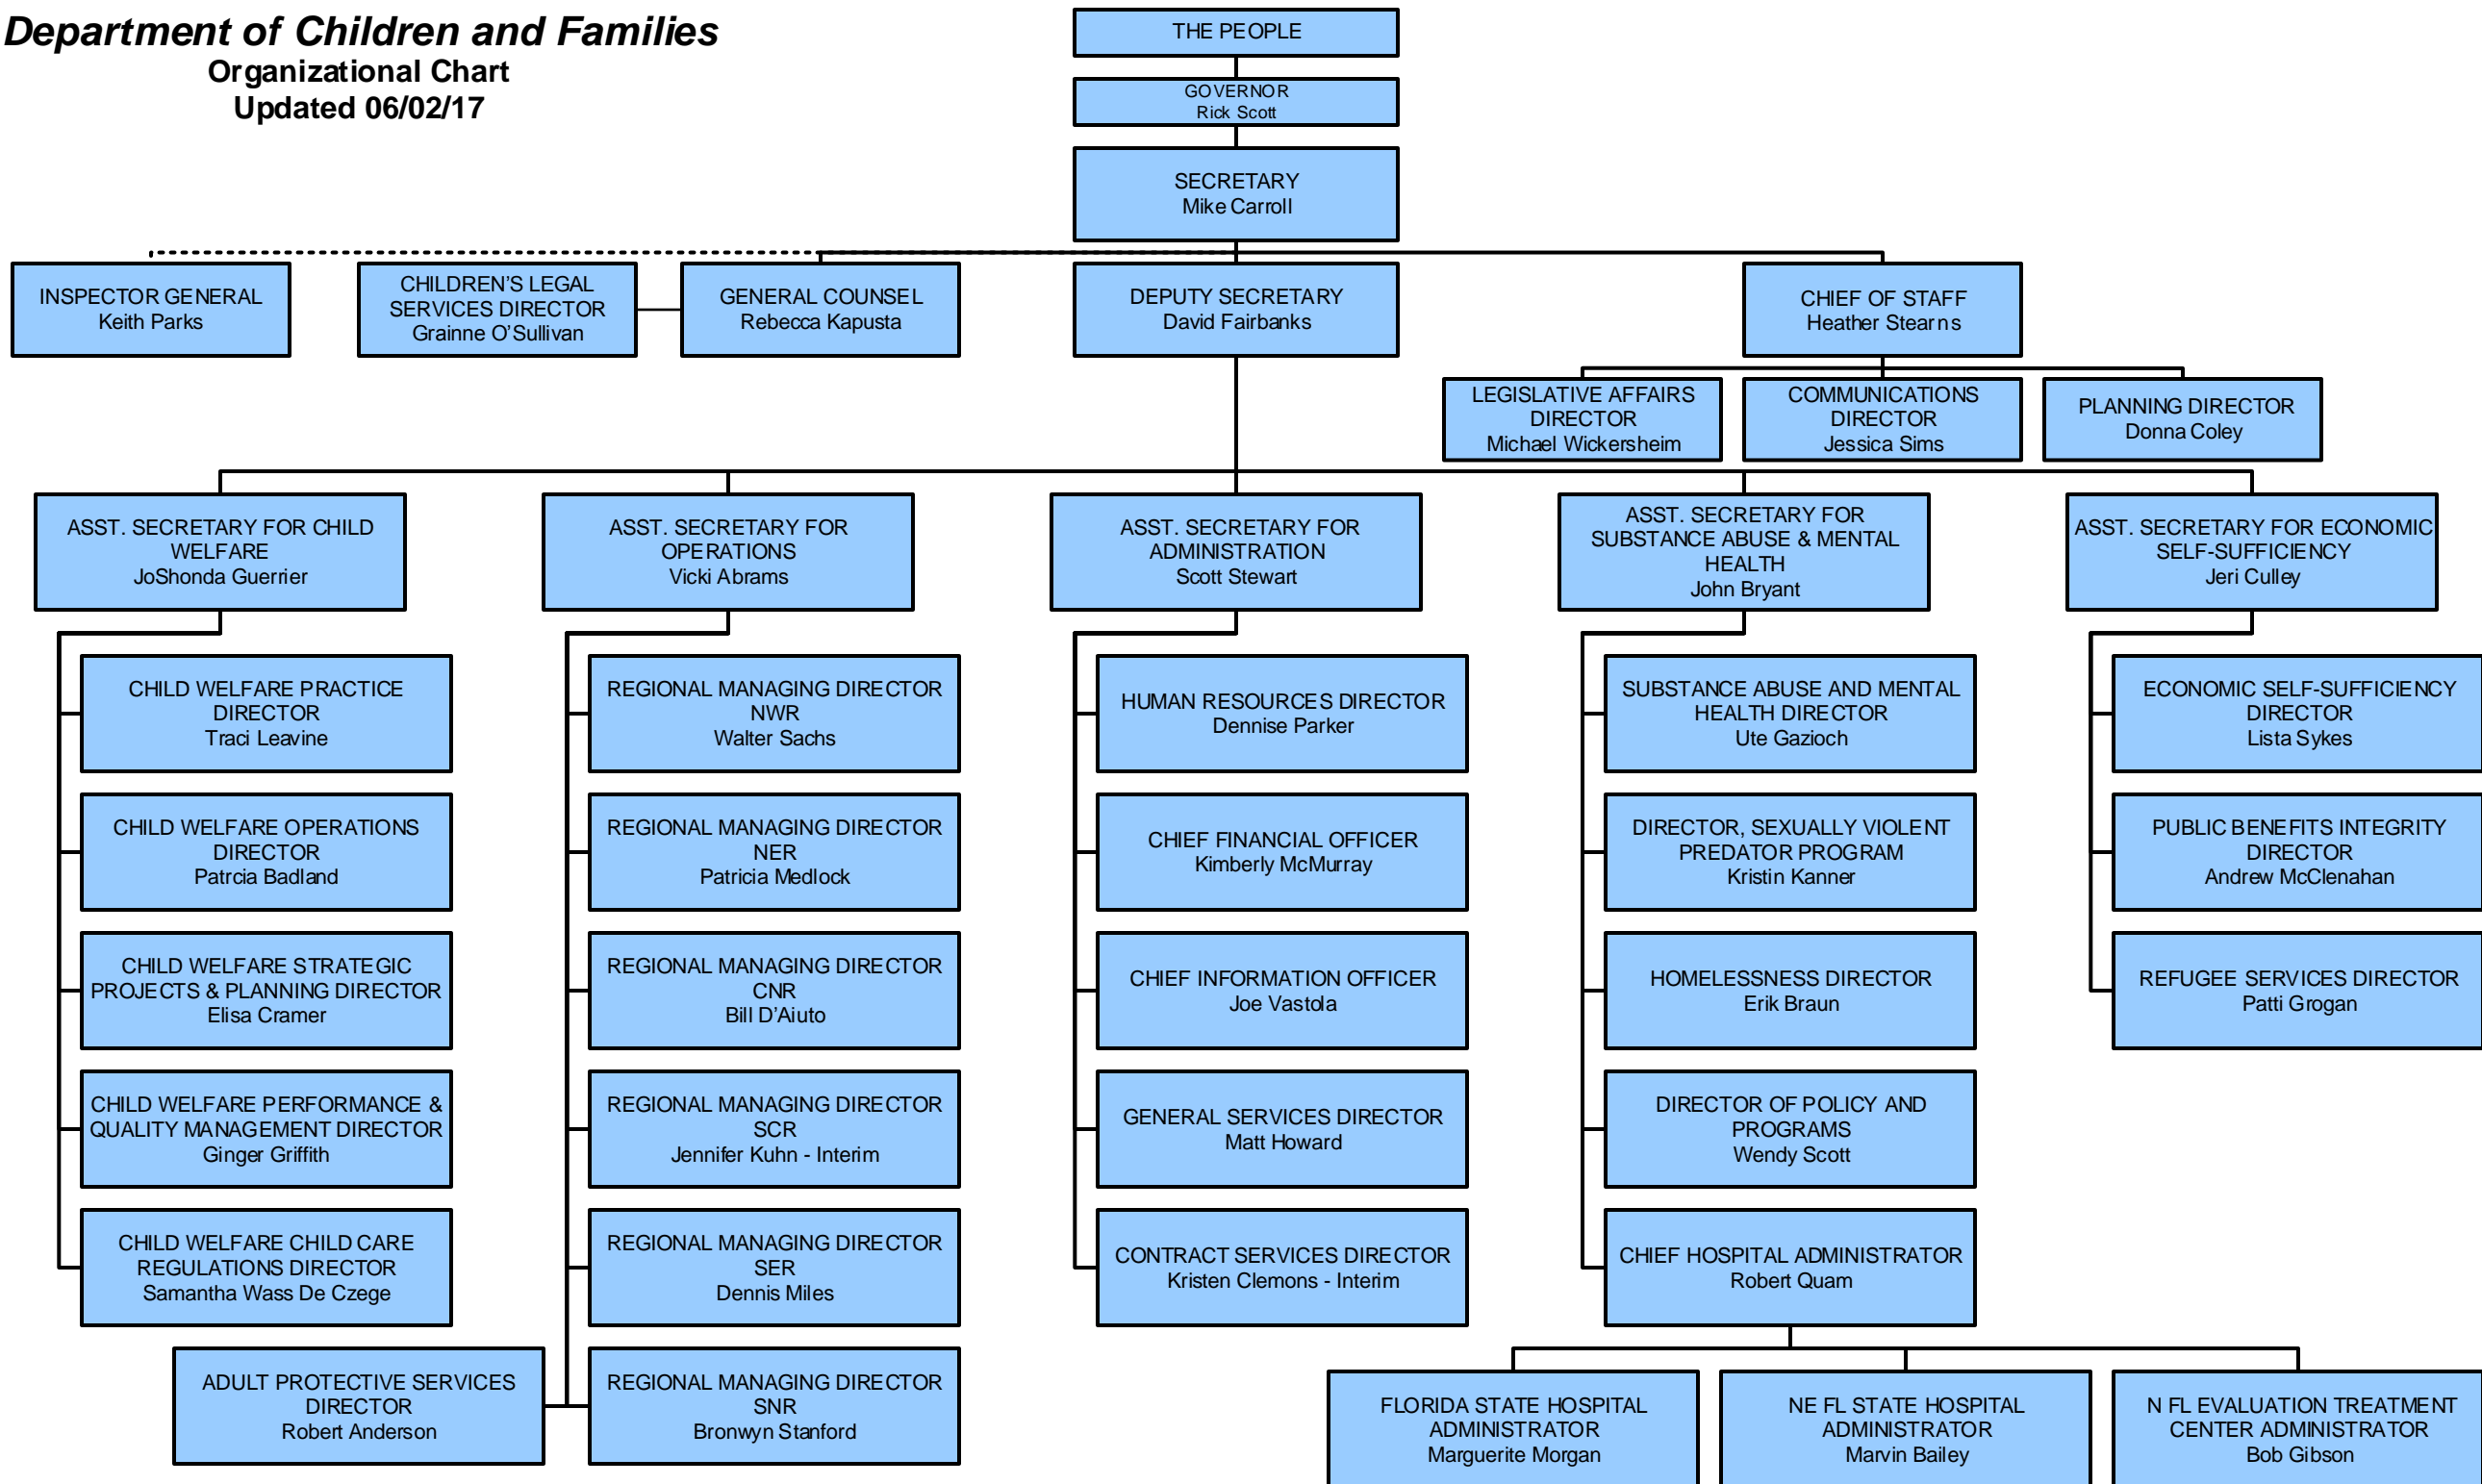 Department of Children and Families
Organizational Chart
Updated 06/02/17
THE PEOPLE
GOVERNOR
Rick Scott
SECRETARY
Mike Carroll
INSPECTOR GENERAL
Keith Parks
CHILDREN'S LEGAL
SERVICES DIRECTOR
Grainne O'Sullivan
GENERAL COUNSEL
Rebecca Kapusta
DEPUTY SECRETARY
David Fairbanks
CHIEF OF STAFF
Heather Stearns
LEGISLATIVE AFFAIRS
DIRECTOR
Michael Wickersheim
COMMUNICATIONS
DIRECTOR
Jessica Sims
PLANNING DIRECTOR
Donna Coley
ASST. SECRETARY FOR CHILD
WELFARE
JoShonda Guerrier
ASST. SECRETARY FOR
OPERATIONS
Vicki Abrams
ASST. SECRETARY FOR
ADMINISTRATION
Scott Stewart
ASST. SECRETARY FOR
SUBSTANCE ABUSE & MENTAL
HEALTH
John Bryant
ASST. SECRETARY FOR ECONOMIC
SELF-SUFFICIENCY
Jeri Culley
CHILD WELFARE PRACTICE
DIRECTOR
Traci Leavine
CHILD WELFARE OPERATIONS
DIRECTOR
Patrcia Badland
CHILD WELFARE STRATEGIC
PROJECTS & PLANNING DIRECTOR
Elisa Cramer
CHILD WELFARE PERFORMANCE &
QUALITY MANAGEMENT DIRECTOR
Ginger Griffith
CHILD WELFARE CHILD CARE
REGULATIONS DIRECTOR
Samantha Wass De Czege
REGIONAL MANAGING DIRECTOR
NWR
Walter Sachs
REGIONAL MANAGING DIRECTOR
NER
Patricia Medlock
REGIONAL MANAGING DIRECTOR
CNR
Bill D'Aiuto
REGIONAL MANAGING DIRECTOR
SCR
Jennifer Kuhn - Interim
REGIONAL MANAGING DIRECTOR
SER
Dennis Miles
ADULT PROTECTIVE SERVICES
DIRECTOR
Robert Anderson
REGIONAL MANAGING DIRECTOR
SNR
Bronwyn Stanford
HUMAN RESOURCES DIRECTOR
Dennise Parker
CHIEF FINANCIAL OFFICER
Kimberly McMurray
CHIEF INFORMATION OFFICER
Joe Vastola
GENERAL SERVICES DIRECTOR
Matt Howard
CONTRACT SERVICES DIRECTOR
Kristen Clemons - Interim
SUBSTANCE ABUSE AND MENTAL
HEALTH DIRECTOR
Ute Gazioch
DIRECTOR, SEXUALLY VIOLENT
PREDATOR PROGRAM
Kristin Kanner
HOMELESSNESS DIRECTOR
Erik Braun
DIRECTOR OF POLICY AND
PROGRAMS
Wendy Scott
CHIEF HOSPITAL ADMINISTRATOR
Robert Quam
ECONOMIC SELF-SUFFICIENCY
DIRECTOR
Lista Sykes
PUBLIC BENEFITS INTEGRITY
DIRECTOR
Andrew McClenahan
REFUGEE SERVICES DIRECTOR
Patti Grogan
FLORIDA STATE HOSPITAL
ADMINISTRATOR
Marguerite Morgan
NE FL STATE HOSPITAL
ADMINISTRATOR
Marvin Bailey
N FL EVALUATION TREATMENT
CENTER ADMINISTRATOR
Bob Gibson